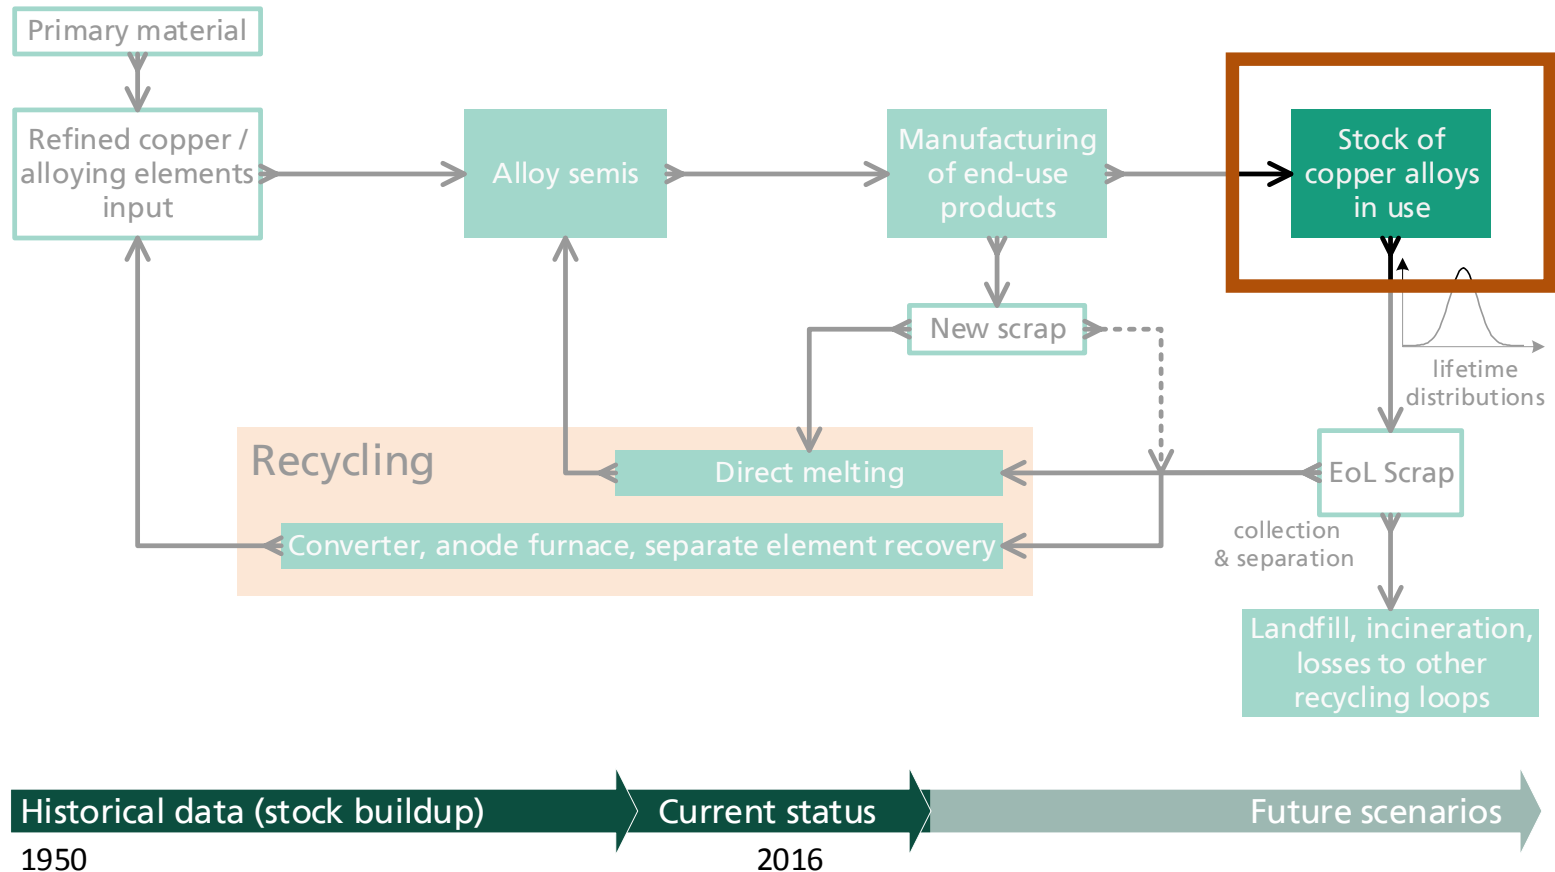 Primary material
Refined copper /
alloying elements
input
Alloy semis
Manufacturing
of end-use
products
Stock of
copper alloys
in use
New scrap
lifetime
distributions
Recycling
Direct melting
EoL Scrap
Converter, anode furnace, separate element recovery
collection
& separation
Landfill, incineration,
losses to other
recycling loops
Historical data (stock buildup)
Current status
Future scenarios
1950
2016